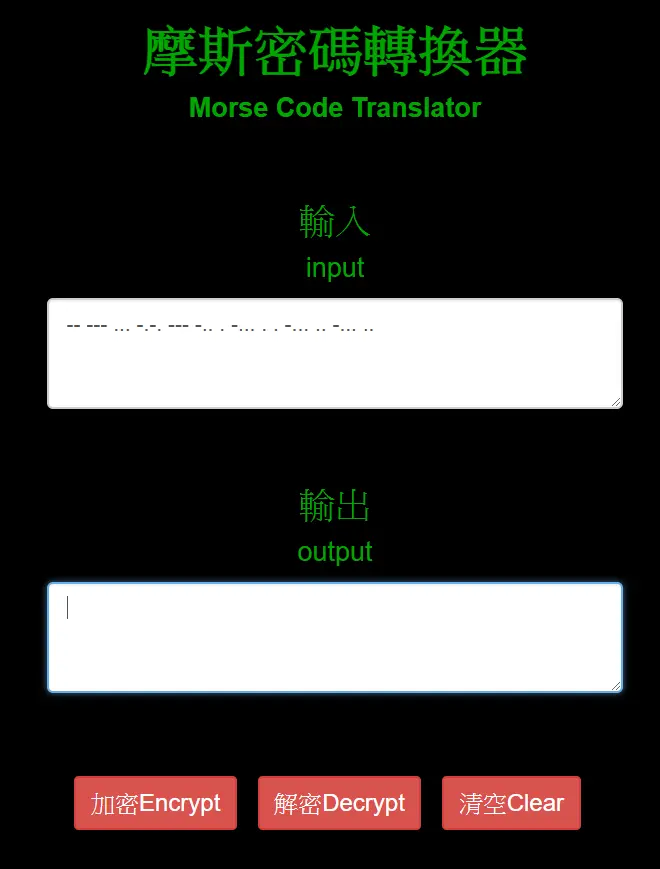 摩斯密碼轉換器
Morse Code Translator
輸入
input
-- --- ... -.-. --- -.. . -... . . -... .. -... ..
輸出
output
加密Encrypt 解密Decrypt 清空Clear